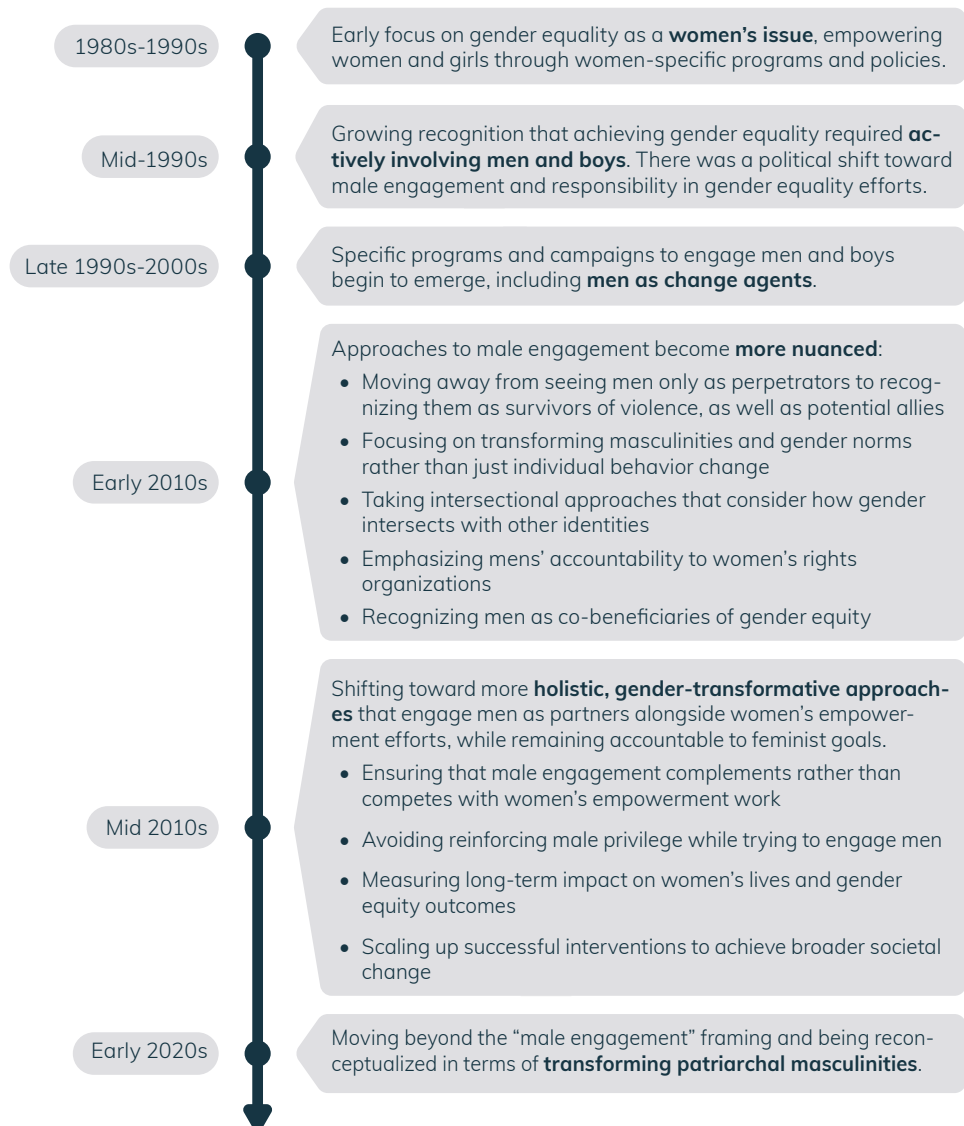 1980s-1990s
Early focus on gender equality as a women’s issue, empowering
women and girls through women-specific programs and policies.
Mid-1990s
Growing recognition that achieving gender equality required ac-
tively involving men and boys. There was a political shift toward
male engagement and responsibility in gender equality efforts.
Late 1990s-2000s
Specific programs and campaigns to engage men and boys
begin to emerge, including men as change agents.
Early 2010s
Approaches to male engagement become more nuanced:
• Moving away from seeing men only as perpetrators to recog-
nizing them as survivors of violence, as well as potential allies
• Focusing on transforming masculinities and gender norms
rather than just individual behavior change
• Taking intersectional approaches that consider how gender
intersects with other identities
• Emphasizing mens’ accountability to women’s rights
organizations
• Recognizing men as co-beneficiaries of gender equity
Mid 2010s
Shifting toward more holistic, gender-transformative approach-
es that engage men as partners alongside women’s empower-
ment efforts, while remaining accountable to feminist goals.
• Ensuring that male engagement complements rather than
competes with women’s empowerment work
• Avoiding reinforcing male privilege while trying to engage men
• Measuring long-term impact on women’s lives and gender
equity outcomes
• Scaling up successful interventions to achieve broader societal
change
Early 2020s
Moving beyond the “male engagement” framing and being recon-
ceptualized in terms of transforming patriarchal masculinities.